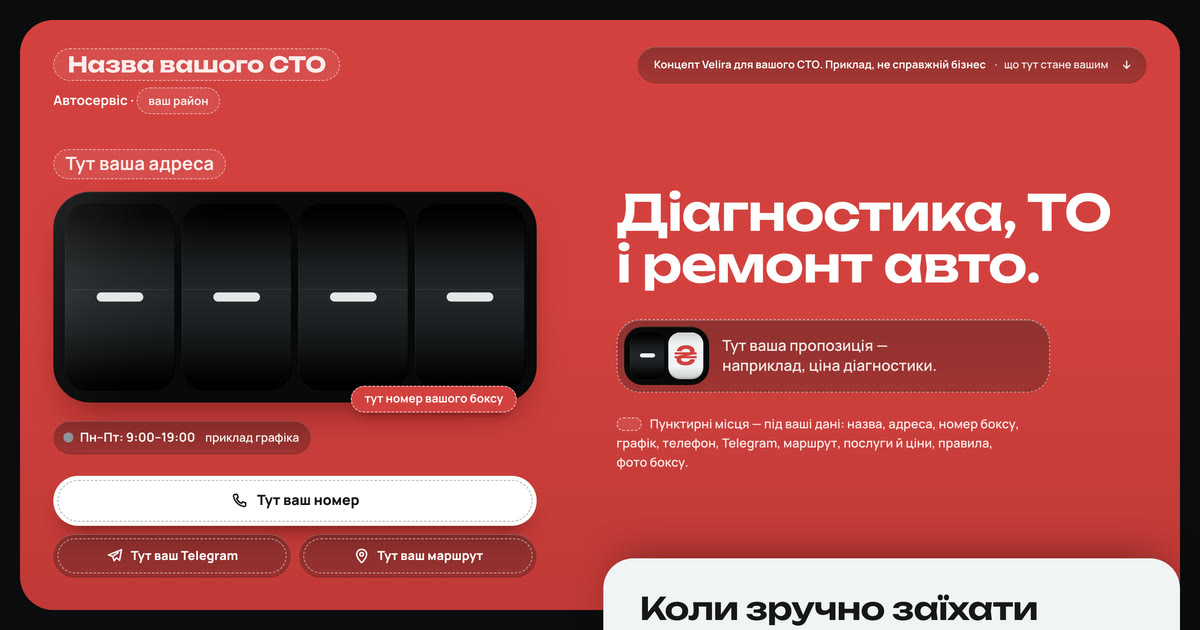 Назва вашого СТО
Автосервіс · ваш район
Концепт Velira для вашого СТО. Приклад, не справжній бізнес · що тут стане вашим ↓
Тут ваша адреса
тут номер вашого боксу
Пн–Пт: 9:00–19:00 приклад графіка
Тут ваш номер
Тут ваш Telegram
Тут ваш маршрут
Діагностика, ТО
і ремонт авто.
₴
Тут ваша пропозиція —
наприклад, ціна діагностики.
Пунктирні місця — під ваші дані: назва, адреса, номер боксу,
графік, телефон, Telegram, маршрут, послуги й ціни, правила,
фото боксу.
Коли зручно заїхати